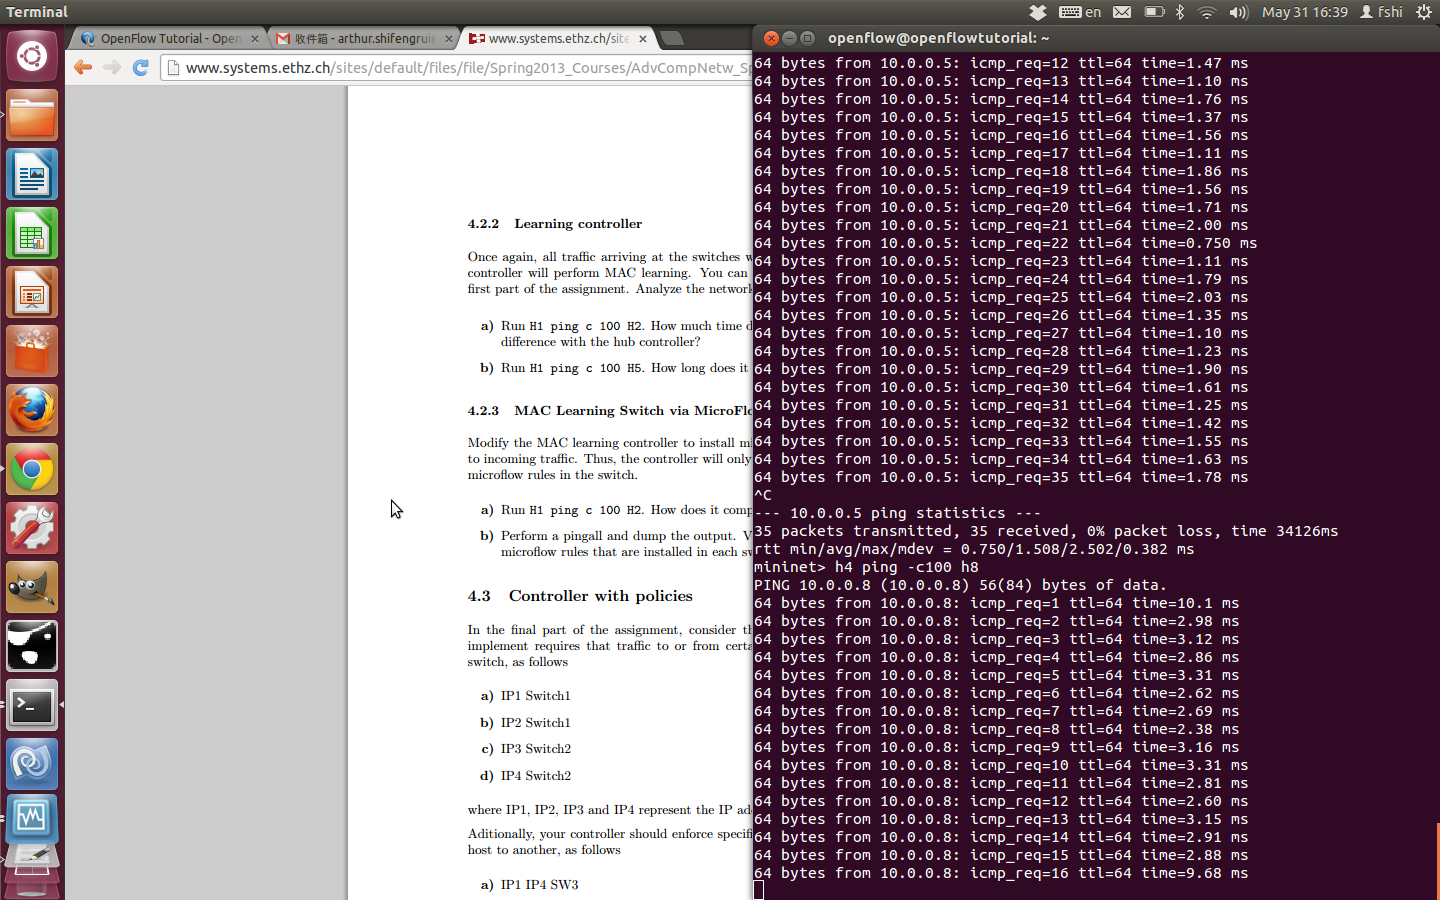 Terminal
en
May 31 16:39
fshi
OpenFlow Tutorial - Open
收件箱 - arthur.shifengrui@
www.systems.ethz.ch/site
www.systems.ethz.ch/sites/default/files/file/Spring2013_Courses/AdvCompNetw_Sp
4.2.2 Learning controller
Once again, all traffic arriving at the switches w
controller will perform MAC learning. You can
first part of the assignment. Analyze the network
a) Run H1 ping c 100 H2. How much time d
difference with the hub controller?
b) Run H1 ping c 100 H5. How long does it
4.2.3 MAC Learning Switch via MicroFlo
Modify the MAC learning controller to install mi
to incoming traffic. Thus, the controller will only
microflow rules in the switch.
a) Run H1 ping c 100 H2. How does it comp
b) Perform a pingall and dump the output. V
microflow rules that are installed in each sw
4.3 Controller with policies
In the final part of the assignment, consider th
implement requires that traffic to or from certa
switch, as follows
a) IP1 Switch1
b) IP2 Switch1
c) IP3 Switch2
d) IP4 Switch2
where IP1, IP2, IP3 and IP4 represent the IP ad
Aditionally, your controller should enforce specifi
host to another, as follows
a) IP1 IP4 SW3
openflow@openflowtutorial: ~
64 bytes from 10.0.0.5: icmp_req=12 ttl=64 time=1.47 ms
64 bytes from 10.0.0.5: icmp_req=13 ttl=64 time=1.10 ms
64 bytes from 10.0.0.5: icmp_req=14 ttl=64 time=1.76 ms
64 bytes from 10.0.0.5: icmp_req=15 ttl=64 time=1.37 ms
64 bytes from 10.0.0.5: icmp_req=16 ttl=64 time=1.56 ms
64 bytes from 10.0.0.5: icmp_req=17 ttl=64 time=1.11 ms
64 bytes from 10.0.0.5: icmp_req=18 ttl=64 time=1.86 ms
64 bytes from 10.0.0.5: icmp_req=19 ttl=64 time=1.56 ms
64 bytes from 10.0.0.5: icmp_req=20 ttl=64 time=1.71 ms
64 bytes from 10.0.0.5: icmp_req=21 ttl=64 time=2.00 ms
64 bytes from 10.0.0.5: icmp_req=22 ttl=64 time=0.750 ms
64 bytes from 10.0.0.5: icmp_req=23 ttl=64 time=1.11 ms
64 bytes from 10.0.0.5: icmp_req=24 ttl=64 time=1.79 ms
64 bytes from 10.0.0.5: icmp_req=25 ttl=64 time=2.03 ms
64 bytes from 10.0.0.5: icmp_req=26 ttl=64 time=1.35 ms
64 bytes from 10.0.0.5: icmp_req=27 ttl=64 time=1.10 ms
64 bytes from 10.0.0.5: icmp_req=28 ttl=64 time=1.23 ms
64 bytes from 10.0.0.5: icmp_req=29 ttl=64 time=1.90 ms
64 bytes from 10.0.0.5: icmp_req=30 ttl=64 time=1.61 ms
64 bytes from 10.0.0.5: icmp_req=31 ttl=64 time=1.25 ms
64 bytes from 10.0.0.5: icmp_req=32 ttl=64 time=1.42 ms
64 bytes from 10.0.0.5: icmp_req=33 ttl=64 time=1.55 ms
64 bytes from 10.0.0.5: icmp_req=34 ttl=64 time=1.63 ms
64 bytes from 10.0.0.5: icmp_req=35 ttl=64 time=1.78 ms
^C
--- 10.0.0.5 ping statistics ---
35 packets transmitted, 35 received, 0% packet loss, time 34126ms
rtt min/avg/max/mdev = 0.750/1.508/2.502/0.382 ms
mininet> h4 ping -c100 h8
PING 10.0.0.8 (10.0.0.8) 56(84) bytes of data.
64 bytes from 10.0.0.8: icmp_req=1 ttl=64 time=10.1 ms
64 bytes from 10.0.0.8: icmp_req=2 ttl=64 time=2.98 ms
64 bytes from 10.0.0.8: icmp_req=3 ttl=64 time=3.12 ms
64 bytes from 10.0.0.8: icmp_req=4 ttl=64 time=2.86 ms
64 bytes from 10.0.0.8: icmp_req=5 ttl=64 time=3.31 ms
64 bytes from 10.0.0.8: icmp_req=6 ttl=64 time=2.62 ms
64 bytes from 10.0.0.8: icmp_req=7 ttl=64 time=2.69 ms
64 bytes from 10.0.0.8: icmp_req=8 ttl=64 time=2.38 ms
64 bytes from 10.0.0.8: icmp_req=9 ttl=64 time=3.16 ms
64 bytes from 10.0.0.8: icmp_req=10 ttl=64 time=3.31 ms
64 bytes from 10.0.0.8: icmp_req=11 ttl=64 time=2.81 ms
64 bytes from 10.0.0.8: icmp_req=12 ttl=64 time=2.60 ms
64 bytes from 10.0.0.8: icmp_req=13 ttl=64 time=3.15 ms
64 bytes from 10.0.0.8: icmp_req=14 ttl=64 time=2.91 ms
64 bytes from 10.0.0.8: icmp_req=15 ttl=64 time=2.88 ms
64 bytes from 10.0.0.8: icmp_req=16 ttl=64 time=9.68 ms